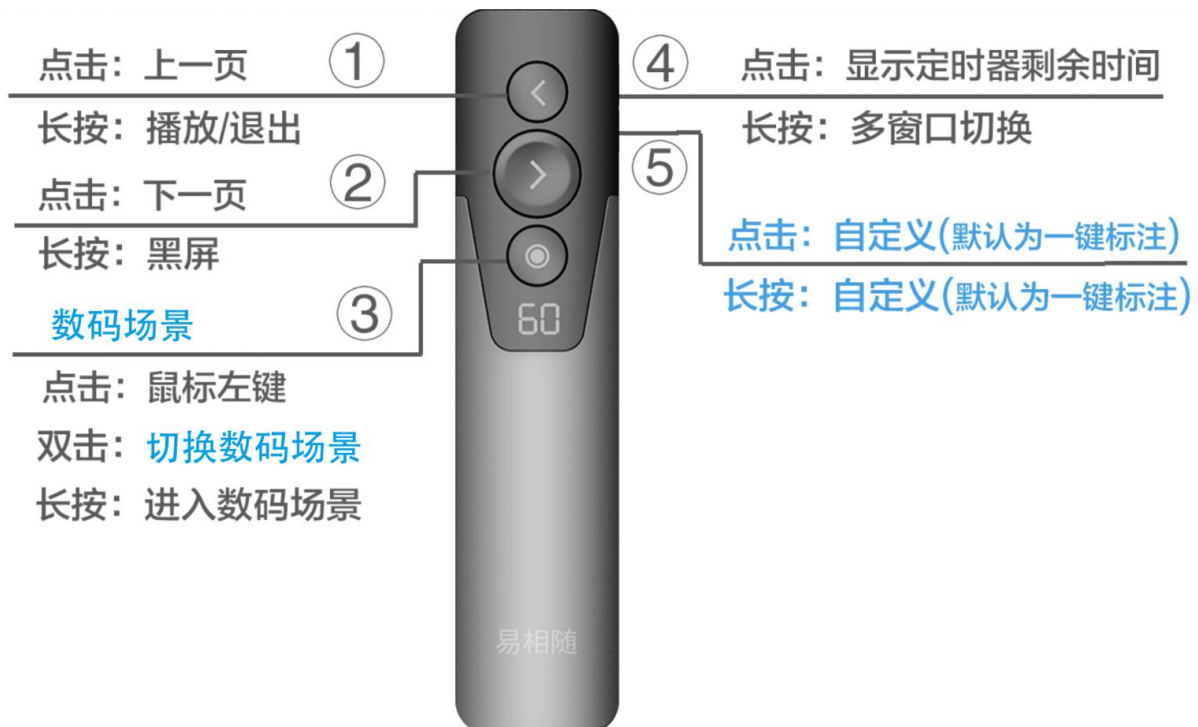 点击：上一页
①
长按：播放/退出
点击：下一页
②
长按：黑屏
数码场景
③
点击：鼠标左键
双击：切换数码场景
长按：进入数码场景
④
点击：显示定时器剩余时间
长按：多窗口切换
⑤
点击：自定义(默认为一键标注)
长按：自定义(默认为一键标注)
60
易相随